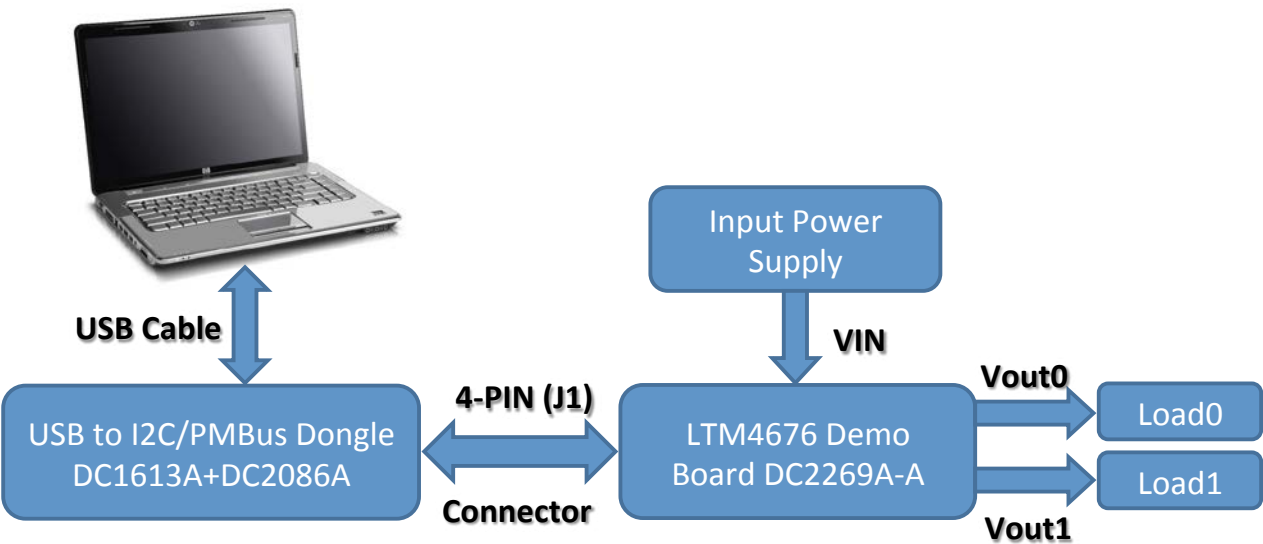 Input Power
Supply
USB Cable
VIN
4-PIN (J1)
Vout0
USB to I2C/PMBus Dongle
DC1613A+DC2086A
LTM4676 Demo
Board DC2269A-A
Load0
Load1
Connector
Vout1